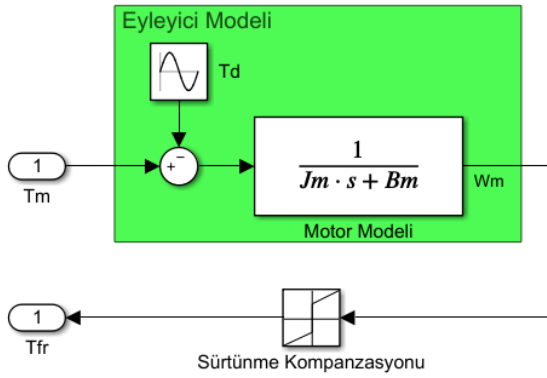 Eyleyici Modeli
Td
+ −
1
Tm
1
Jm · s + Bm
Wm
Motor Modeli
1
Tfr
Sürtünme Kompanzasyonu